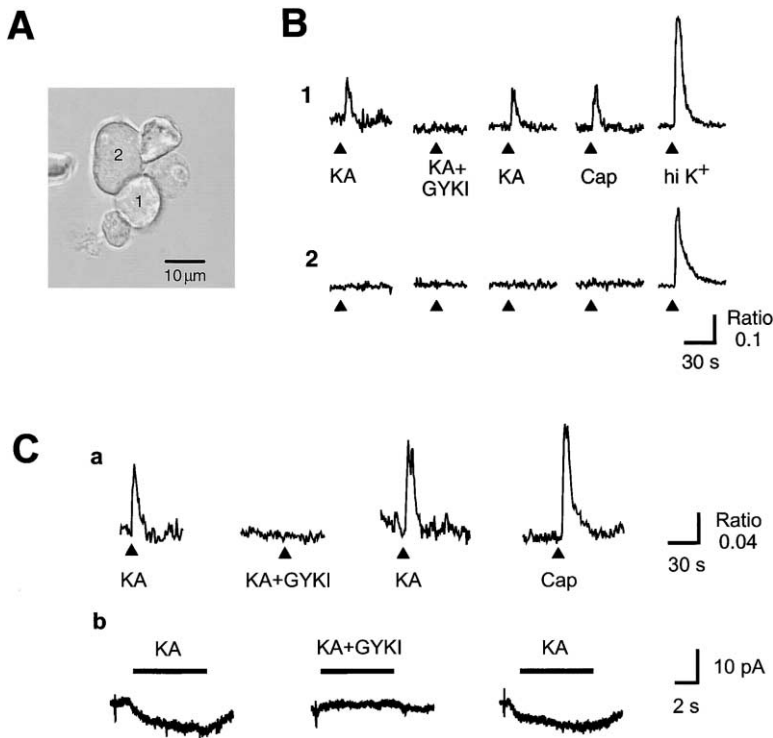 A
2
1
10 μm
B
1
KA
KA+
GYKI
KA
Cap
hi K+
2
Ratio
0.1
30 s
C
a
KA
KA+GYKI
KA
Cap
Ratio
0.04
30 s
b
KA
KA+GYKI
KA
10 pA
2 s